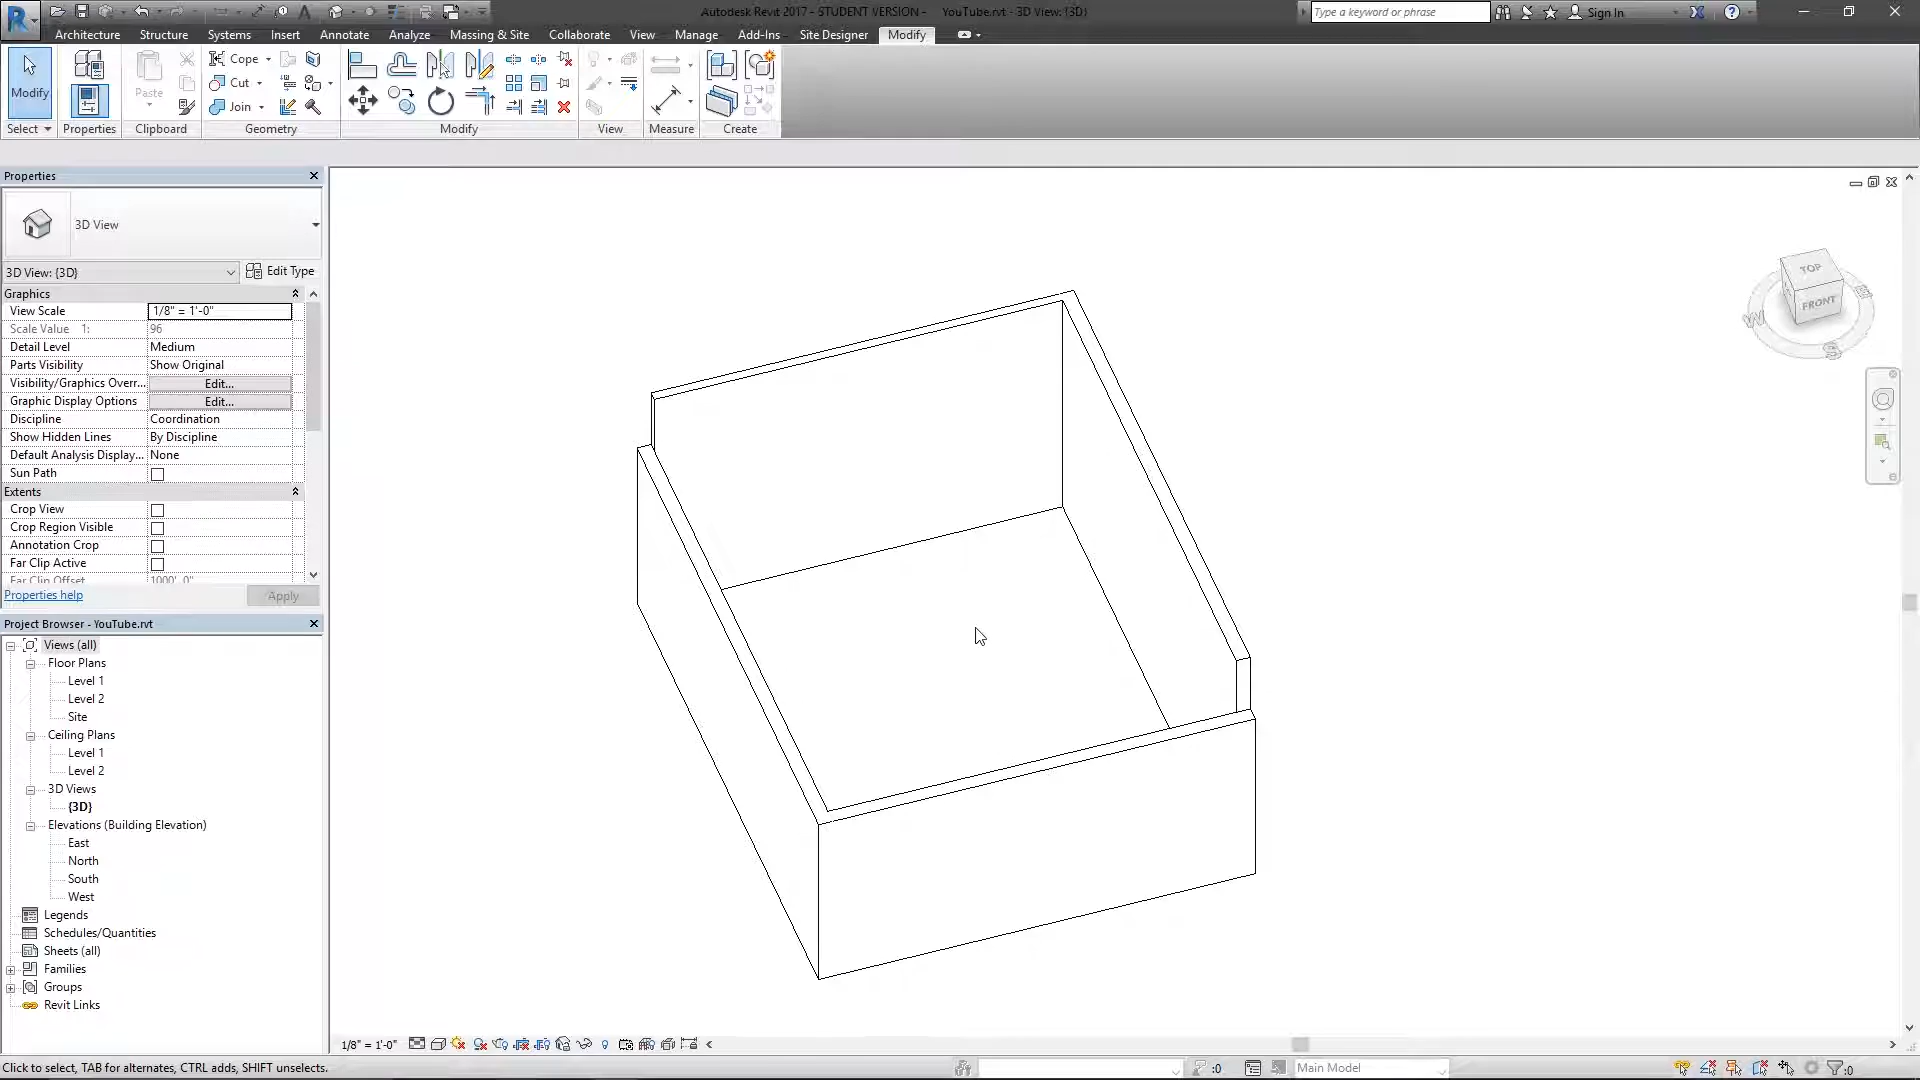 Autodesk Revit 2017 - STUDENT VERSION - YouTube.rvt - 3D View: {3D}
Type a keyword or phrase
Sign In
Architecture Structure Systems Insert Annotate Analyze Massing & Site Collaborate View Manage Add-Ins Site Designer Modify
Modify
Paste
Cope
Cut
Join
Select Properties Clipboard Geometry Modify View Measure Create
Properties
3D View
3D View: {3D} Edit Type
Graphics
View Scale 1/8" = 1'-0"
Scale Value 1: 96
Detail Level Medium
Parts Visibility Show Original
Visibility/Graphics Overr... Edit...
Graphic Display Options Edit...
Discipline Coordination
Show Hidden Lines By Discipline
Default Analysis Display... None
Sun Path
Extents
Crop View
Crop Region Visible
Annotation Crop
Far Clip Active
Far Clip Offset 1000' 0"
Properties help Apply
Project Browser - YouTube.rvt
Views (all)
Floor Plans
Level 1
Level 2
Site
Ceiling Plans
Level 1
Level 2
3D Views
{3D}
Elevations (Building Elevation)
East
North
South
West
Legends
Schedules/Quantities
Sheets (all)
Families
Groups
Revit Links
TOP
FRONT
W
S
E
1/8" = 1'-0"
Click to select, TAB for alternates, CTRL adds, SHIFT unselects.
:0
Main Model
:0